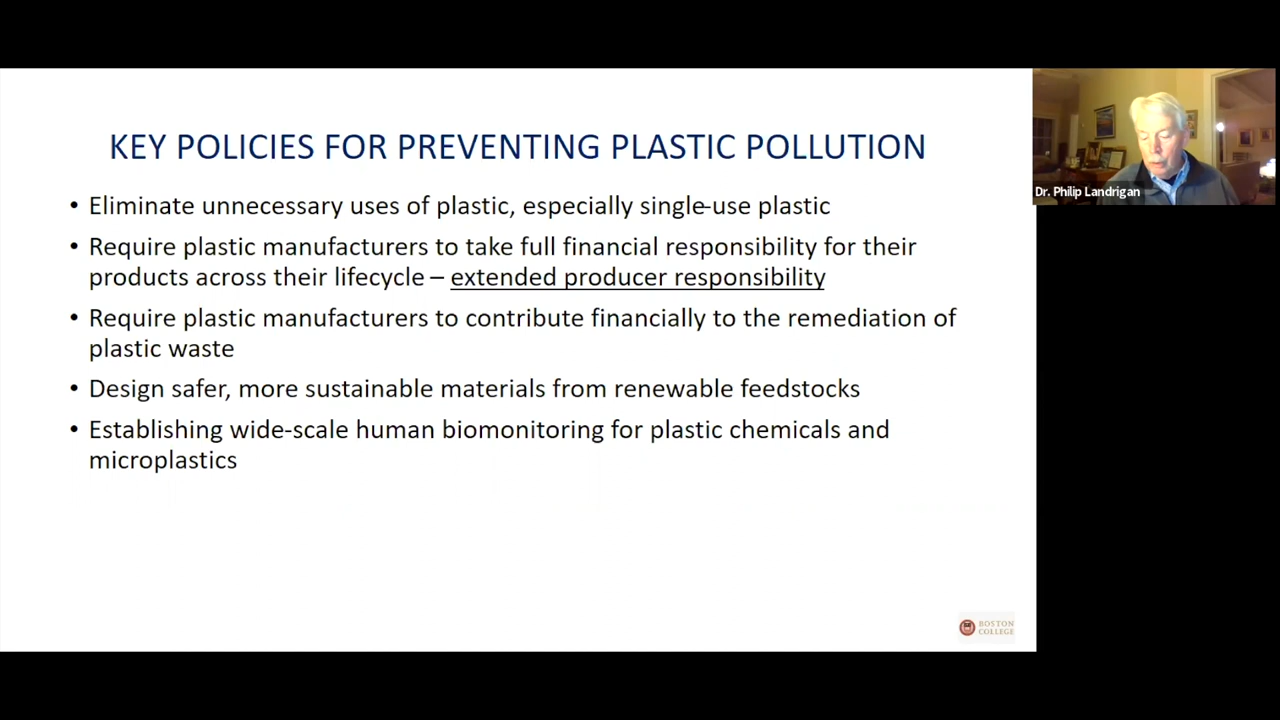 KEY POLICIES FOR PREVENTING PLASTIC POLLUTION
• Eliminate unnecessary uses of plastic, especially single-use plastic
• Require plastic manufacturers to take full financial responsibility for their
products across their lifecycle – extended producer responsibility
• Require plastic manufacturers to contribute financially to the remediation of
plastic waste
• Design safer, more sustainable materials from renewable feedstocks
• Establishing wide-scale human biomonitoring for plastic chemicals and
microplastics
BOSTON
COLLEGE
Dr. Philip Landrigan